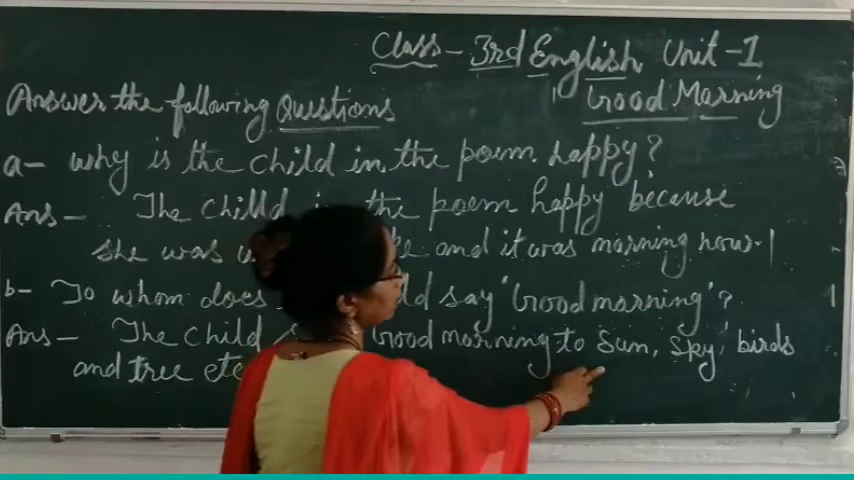 Class- 3rd English Unit -1
Good Morning
Answer the following Questions
a- why is the child in the poem happy?
Ans- The child in the poem happy because
she was and it was morning now.
b- To whom does say "Good morning"?
Ans- The child Good morning to Sun, sky, birds
and tree etc